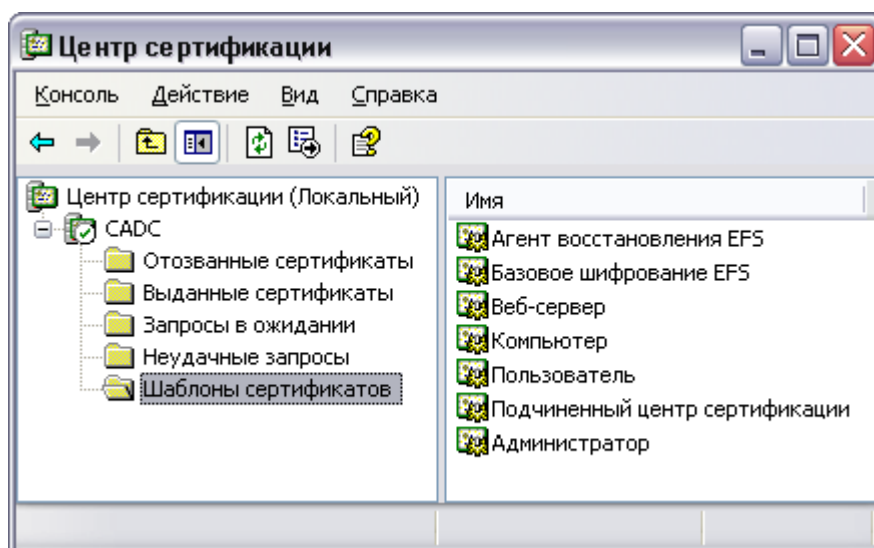 Центр сертификации
Консоль Действие Вид Справка
Центр сертификации (Локальный)
CADC
Отозванные сертификаты
Выданные сертификаты
Запросы в ожидании
Неудачные запросы
Шаблоны сертификатов
Имя
Агент восстановления EFS
Базовое шифрование EFS
Веб-сервер
Компьютер
Пользователь
Подчиненный центр сертификации
Администратор